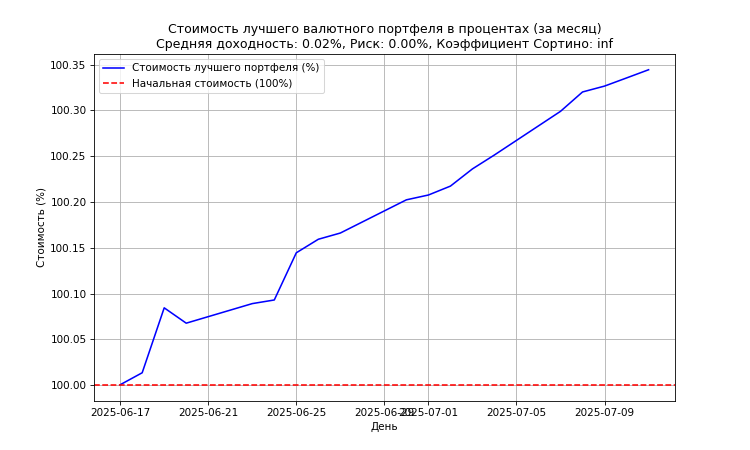 Стоимость лучшего валютного портфеля в процентах (за месяц)
Средняя доходность: 0.02%, Риск: 0.00%, Коэффициент Сортино: inf
Стоимость лучшего портфеля (%)
Начальная стоимость (100%)
Стоимость (%)
100.35
100.30
100.25
100.20
100.15
100.10
100.05
100.00
2025-06-17 2025-06-21 2025-06-25 2025-06-29 2025-07-01 2025-07-05 2025-07-09
День